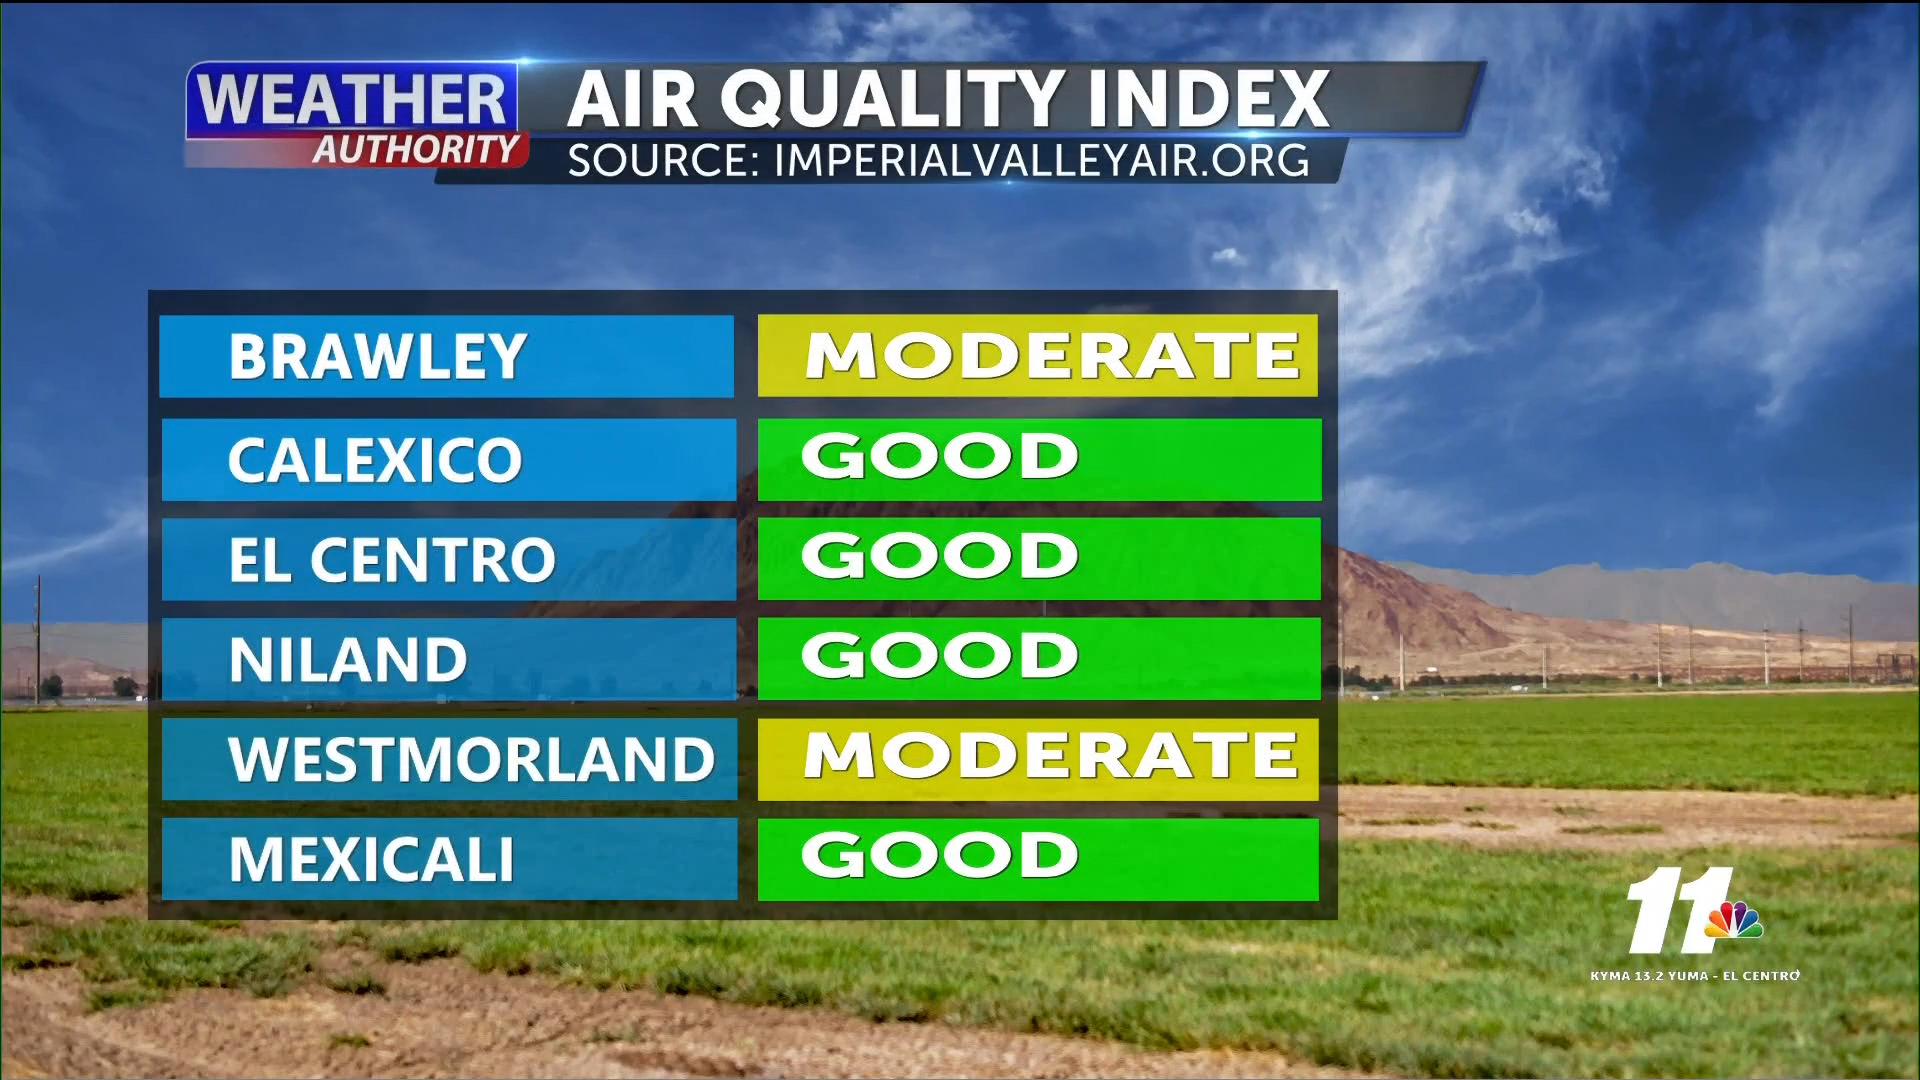 WEATHER
AUTHORITY
AIR QUALITY INDEX
SOURCE: IMPERIALVALLEYAIR.ORG
BRAWLEY MODERATE
CALEXICO GOOD
EL CENTRO GOOD
NILAND GOOD
WESTMORLAND MODERATE
MEXICALI GOOD
11
KYMA 13.2 YUMA - EL CENTRO